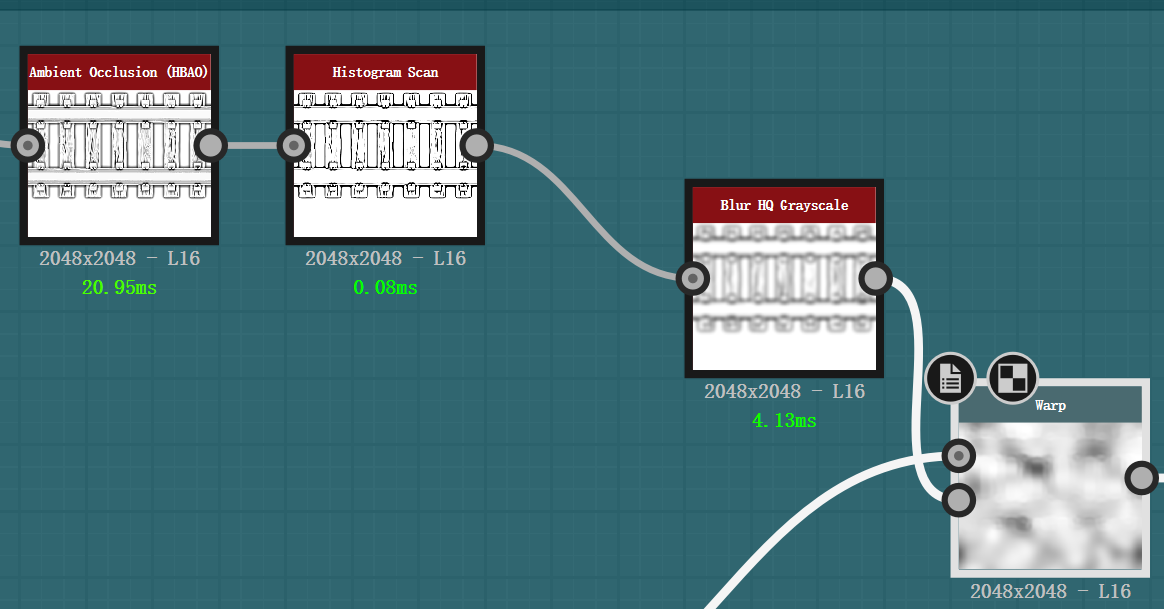 Ambient Occlusion (HBAO)
2048x2048 - L16
20.95ms
Histogram Scan
2048x2048 - L16
0.08ms
Blur HQ Grayscale
2048x2048 - L16
4.13ms
Warp
2048x2048 - L16